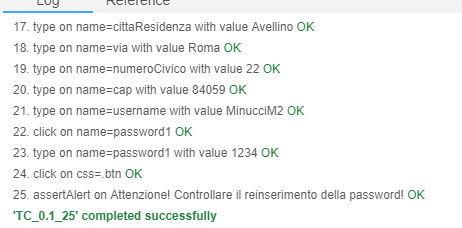 Log Reference
17. type on name=cittaResidenza with value Avellino OK
18. type on name=via with value Roma OK
19. type on name=numeroCivico with value 22 OK
20. type on name=cap with value 84059 OK
21. type on name=username with value MinucciM2 OK
22. click on name=password1 OK
23. type on name=password1 with value 1234 OK
24. click on css=.btn OK
25. assertAlert on Attenzione! Controllare il reinserimento della password! OK
'TC_0.1_25' completed successfully